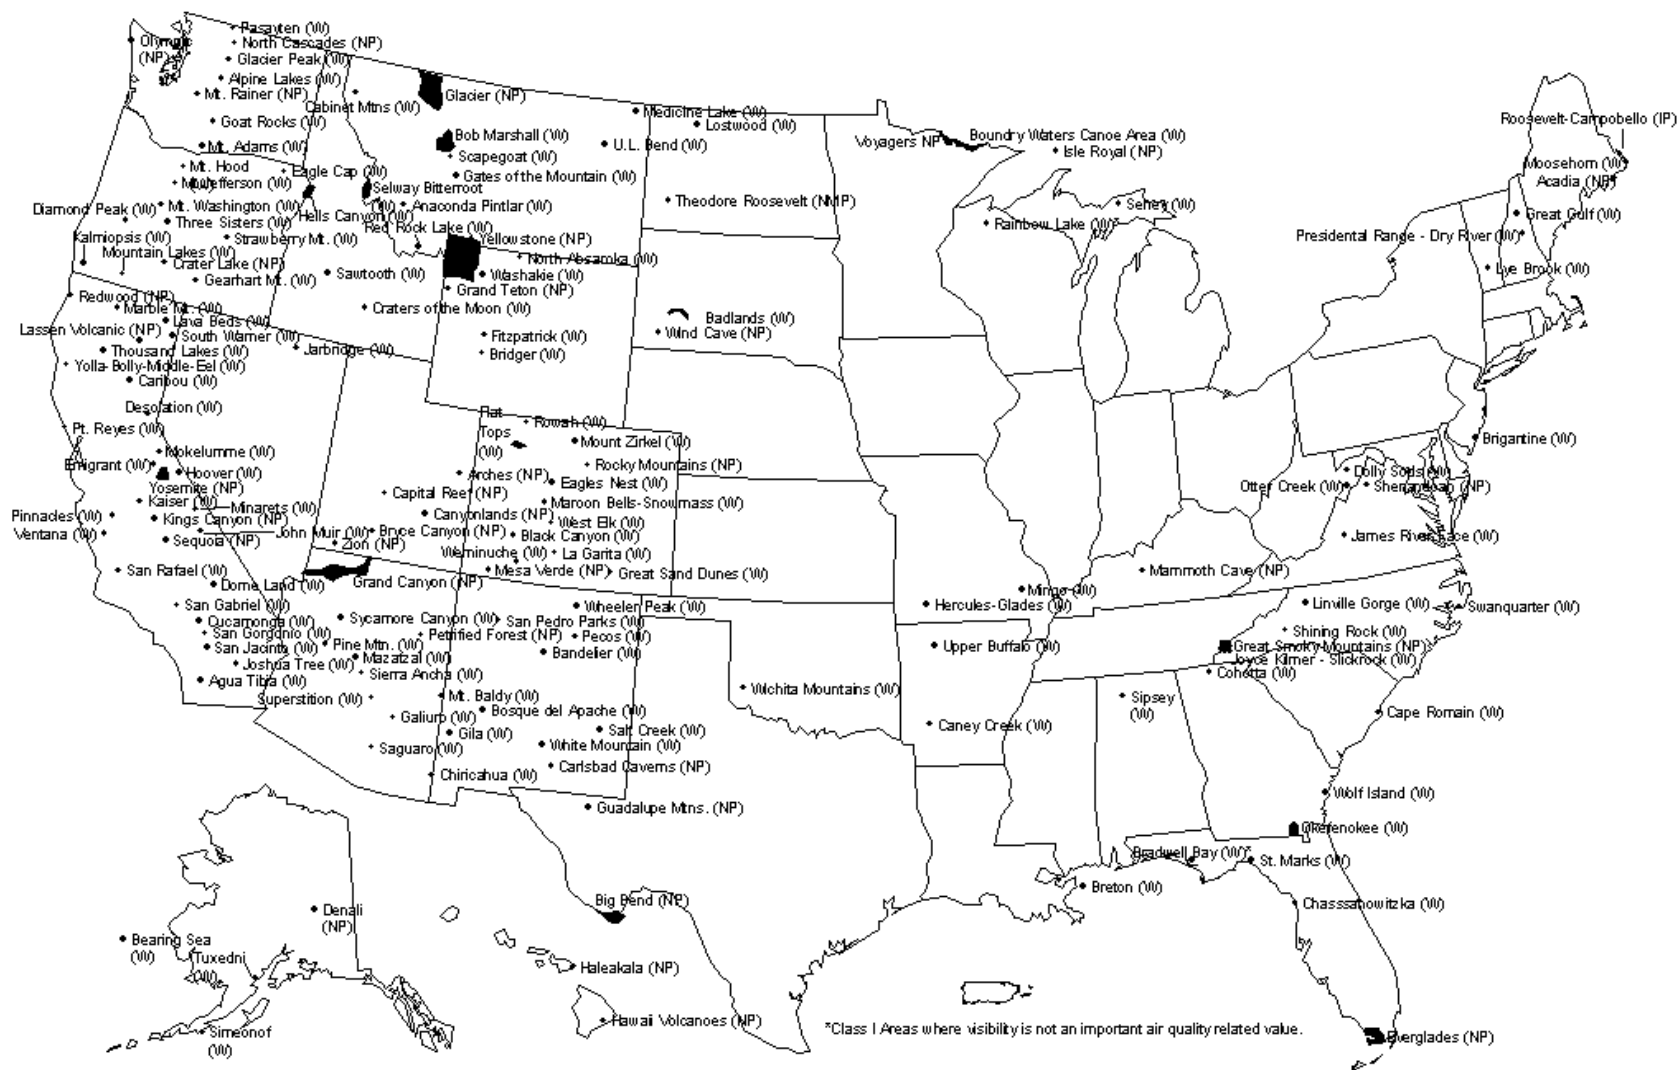 Pasayten (W)
Olympic
(NP)
North Cascades (NP)
Glacier Peak (W)
Alpine Lakes (W)
Mt. Rainer (NP)
Goat Rocks (W)
Mt. Adams (W)
Mt. Hood
Mt. Jefferson (W)
Eagle Cap (W)
Diamond Peak (W)
Mt. Washington (W)
Three Sisters (W)
Strawberry Mt. (W)
Kalmiopsis (W)
Mountain Lakes (W)
Crater Lake (NP)
Gearhart Mt. (W)
Hells Canyon (W)
Cabinet Mtns (W)
Glacier (NP)
Bob Marshall (W)
Scapegoat (W)
Gates of the Mountain (W)
Selway Bitterroot
(W)
Anaconda Pintlar (W)
Red Rock Lake (W)
Medicine Lake (W)
Lostwood (W)
U.L. Bend (W)
Theodore Roosevelt (NMP)
Yellowstone (NP)
North Absaroka (W)
Washakie (W)
Grand Teton (NP)
Sawtooth (W)
Craters of the Moon (W)
Fitzpatrick (W)
Bridger (W)
Badlands (W)
Wind Cave (NP)
Voyagers NP
Boundry Waters Canoe Area (W)
Isle Royal (NP)
Seney (W)
Rainbow Lake (W)*
Roosevelt-Campobello (IP)
Moosehorn (W)
Acadia (NP)
Great Gulf (W)
Presidental Range - Dry River (W)
Lye Brook (W)
Redwood (NP)
Marble Mt. (W)
Lava Beds (W)
Lassen Volcanic (NP)
South Warner (W)
Thousand Lakes (W)
Yolla-Bolly-Middle-Eel (W)
Caribou (W)
Jarbridge (W)
Desolation (W)
Pt. Reyes (W)
Mokelumme (W)
Emigrant (W)
Hoover (W)
Yosemite (NP)
Kaiser (W)
Minarets (W)
Pinnacles (W)
Kings Canyon (NP)
Ventana (W)
John Muir (W)
Sequoia (NP)
San Rafael (W)
Dome Land (W)
San Gabriel (W)
Cucamonga (W)
San Gorgonio (W)
San Jacinto (W)
Joshua Tree (W)
Agua Tibia (W)
Flat
Tops
(W)
Rowah (W)
Mount Zirkel (W)
Rocky Mountains (NP)
Arches (NP)
Eagles Nest (W)
Capital Reef (NP)
Maroon Bells-Snowmass (W)
Canyonlands (NP)
West Elk (W)
Bryce Canyon (NP)
Black Canyon (W)
Zion (NP)
Weminuche (W)
La Garita (W)
Mesa Verde (NP)
Great Sand Dunes (W)
Grand Canyon (NP)
Sycamore Canyon (W)
Petrified Forest (NP)
Pine Mtn. (W)
Mazatzal (W)
Sierra Ancha (W)
Superstition (W)
Mt. Baldy (W)
Galiuro (W)
Gila (W)
Saguaro (W)
Chiricahua (W)
Wheelen Peak (W)
San Pedro Parks (W)
Pecos (W)
Bandelier (W)
Bosque del Apache (W)
Salt Creek (W)
White Mountain (W)
Carlsbad Caverns (NP)
Guadalupe Mtns. (NP)
Big Bend (NP)
Wichita Mountains (W)
Hercules-Glades (W)
Mingo (W)
Upper Buffalo (W)
Caney Creek (W)
Mammoth Cave (NP)
Sipsey
(W)
Brigantine (W)
Dolly Sods (W)
Otter Creek (W)
Shenandoah (NP)
James River Face (W)
Linville Gorge (W)
Swanquarter (W)
Shining Rock (W)
Great Smoky Mountains (NP)
Joyce Kilmer - Slickrock (W)
Cohotta (W)
Cape Romain (W)
Wolf Island (W)
Okefenokee (W)
Bradwell Bay (W)*
St. Marks (W)
Breton (W)
Chasssahowitzka (W)
Everglades (NP)
Denali
(NP)
Bearing Sea
(W)
Tuxedni
(W)
Simeonof
(W)
Haleakala (NP)
Hawaii Volcanoes (NP)
*Class I Areas where visibility is not an important air quality related value.